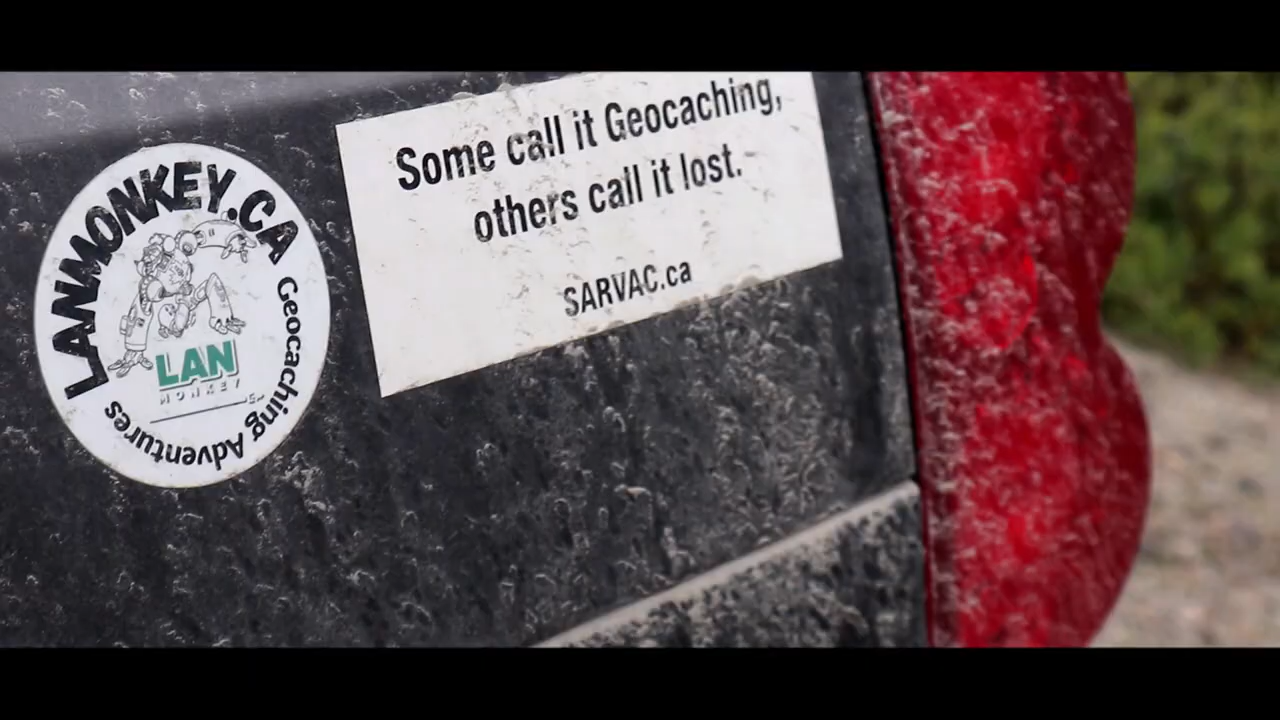 LANMONKEY.CA
Geocaching Adventures
LAN
MONKEY
Some call it Geocaching,
others call it lost.
SARVAC.ca